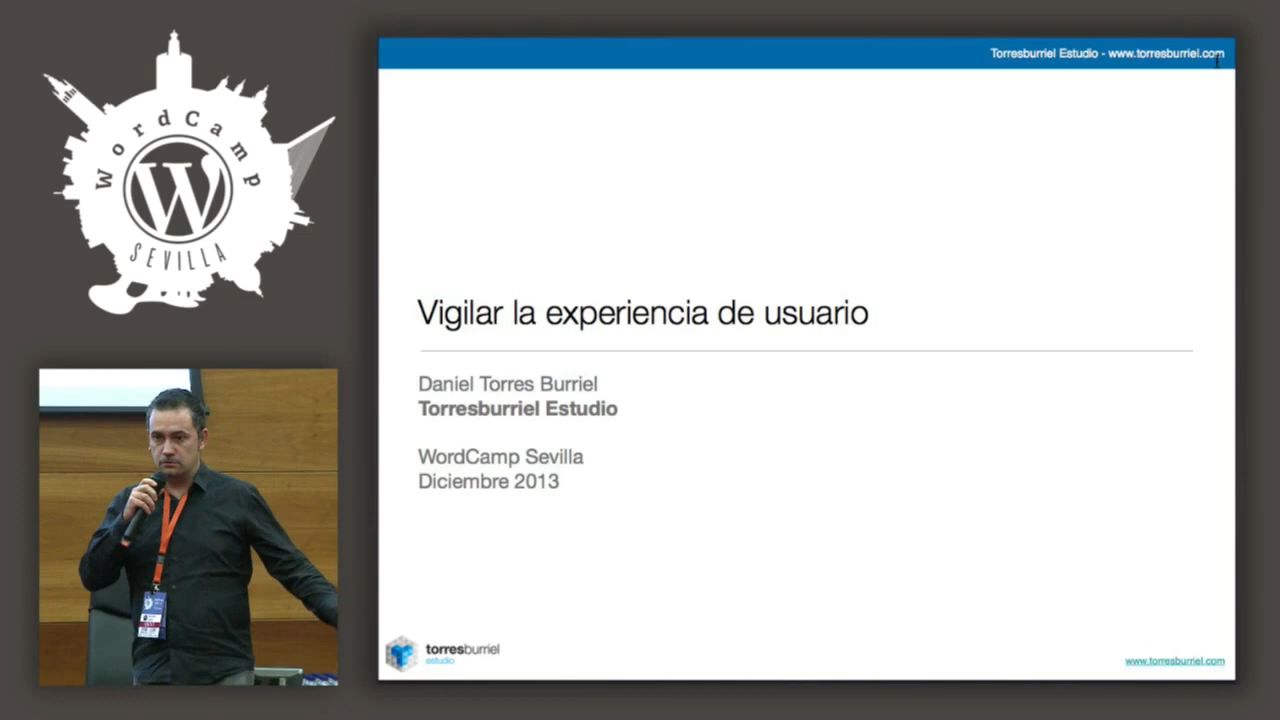 WordCamp
W
SEVILLA
Torresburriel Estudio - www.torresburriel.com
Vigilar la experiencia de usuario
Daniel Torres Burriel
Torresburriel Estudio
WordCamp Sevilla
Diciembre 2013
torresburriel
estudio
www.torresburriel.com